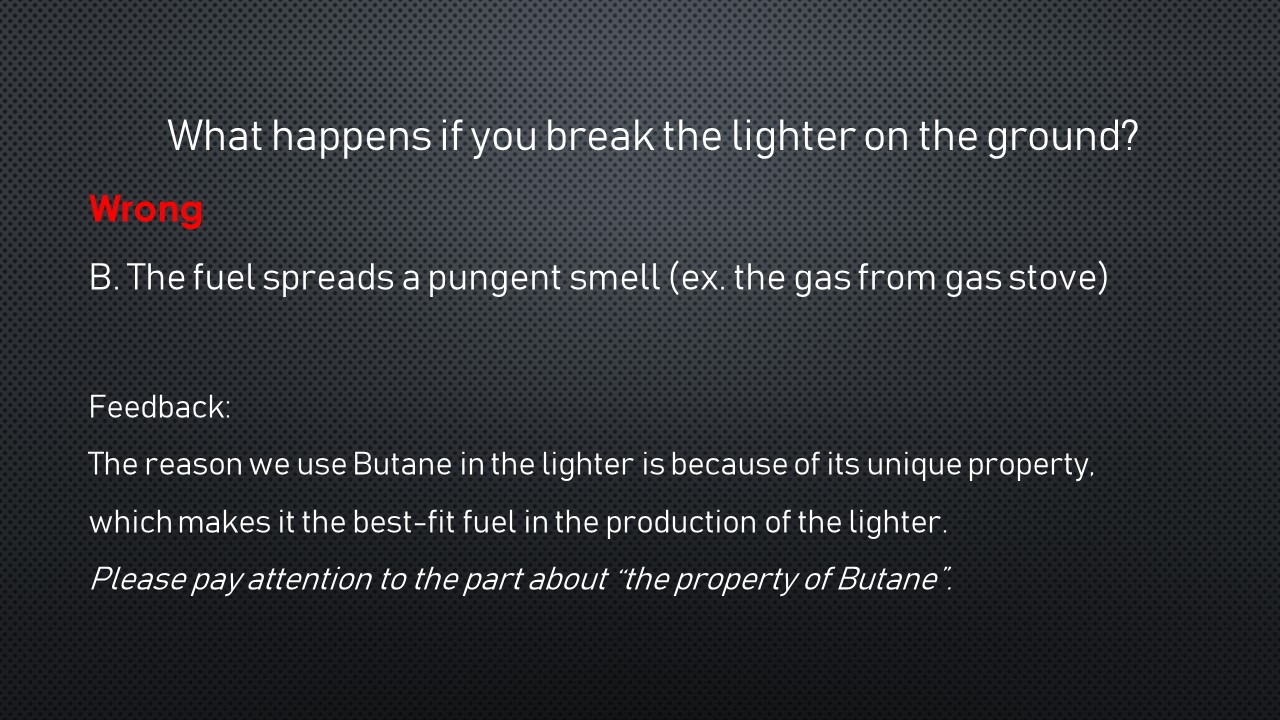 What happens if you break the lighter on the ground?
Wrong
B. The fuel spreads a pungent smell (ex. the gas from gas stove)
Feedback:
The reason we use Butane in the lighter is because of its unique property,
which makes it the best-fit fuel in the production of the lighter.
Please pay attention to the part about “the property of Butane”.